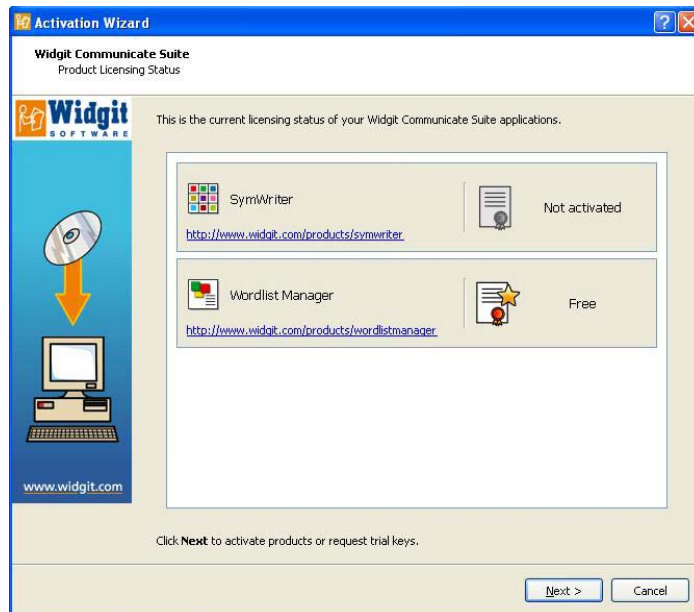 Activation Wizard
Widgit Communicate Suite
Product Licensing Status
Widgit
SOFTWARE
This is the current licensing status of your Widgit Communicate Suite applications.
SymWriter
Not activated
http://www.widgit.com/products/symwriter
Wordlist Manager
Free
http://www.widgit.com/products/wordlistmanager
www.widgit.com
Click Next to activate products or request trial keys.
Next >
Cancel